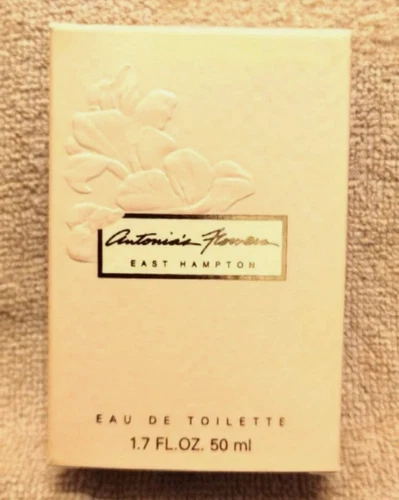 Antonia's Flowers
EAST HAMPTON
EAU DE TOILETTE
1.7 FL.OZ. 50 ml